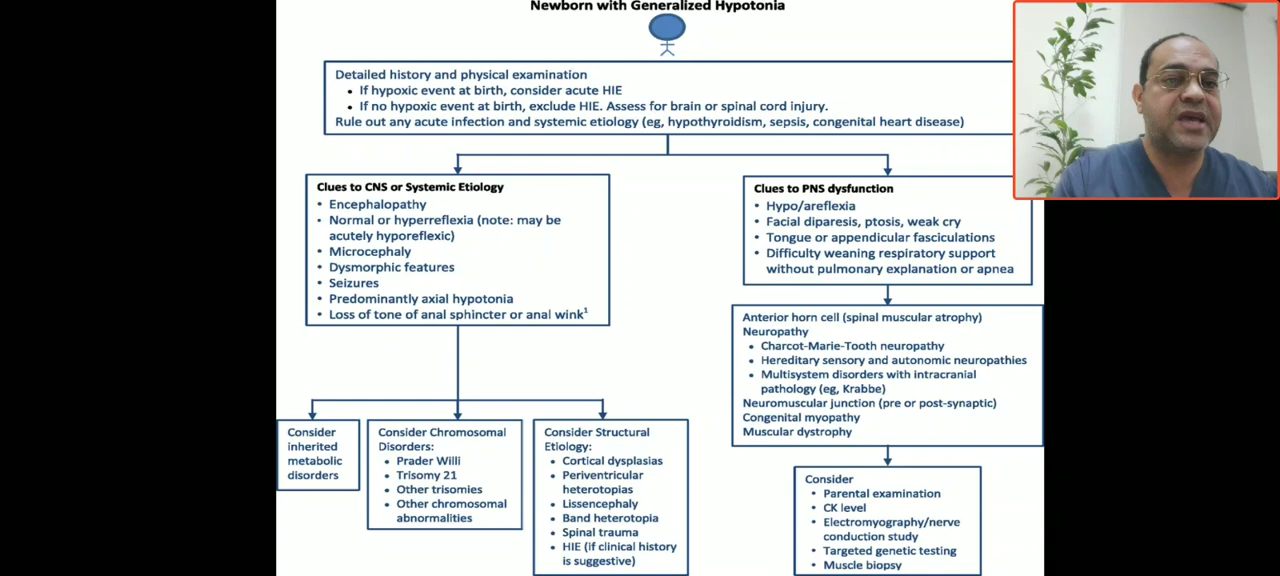 Newborn with Generalized Hypotonia
Detailed history and physical examination
• If hypoxic event at birth, consider acute HIE
• If no hypoxic event at birth, exclude HIE. Assess for brain or spinal cord injury.
Rule out any acute infection and systemic etiology (eg, hypothyroidism, sepsis, congenital heart disease)
Clues to CNS or Systemic Etiology
• Encephalopathy
• Normal or hyperreflexia (note: may be
acutely hyporeflexic)
• Microcephaly
• Dysmorphic features
• Seizures
• Predominantly axial hypotonia
• Loss of tone of anal sphincter or anal wink¹
Clues to PNS dysfunction
• Hypo/areflexia
• Facial diparesis, ptosis, weak cry
• Tongue or appendicular fasciculations
• Difficulty weaning respiratory support
without pulmonary explanation or apnea
Anterior horn cell (spinal muscular atrophy)
Neuropathy
• Charcot-Marie-Tooth neuropathy
• Hereditary sensory and autonomic neuropathies
• Multisystem disorders with intracranial
pathology (eg, Krabbe)
Neuromuscular junction (pre or post-synaptic)
Congenital myopathy
Muscular dystrophy
Consider
inherited
metabolic
disorders
Consider Chromosomal
Disorders:
• Prader Willi
• Trisomy 21
• Other trisomies
• Other chromosomal
abnormalities
Consider Structural
Etiology:
• Cortical dysplasias
• Periventricular
heterotopias
• Lissencephaly
• Band heterotopia
• Spinal trauma
• HIE (if clinical history
is suggestive)
Consider
• Parental examination
• CK level
• Electromyography/nerve
conduction study
• Targeted genetic testing
• Muscle biopsy